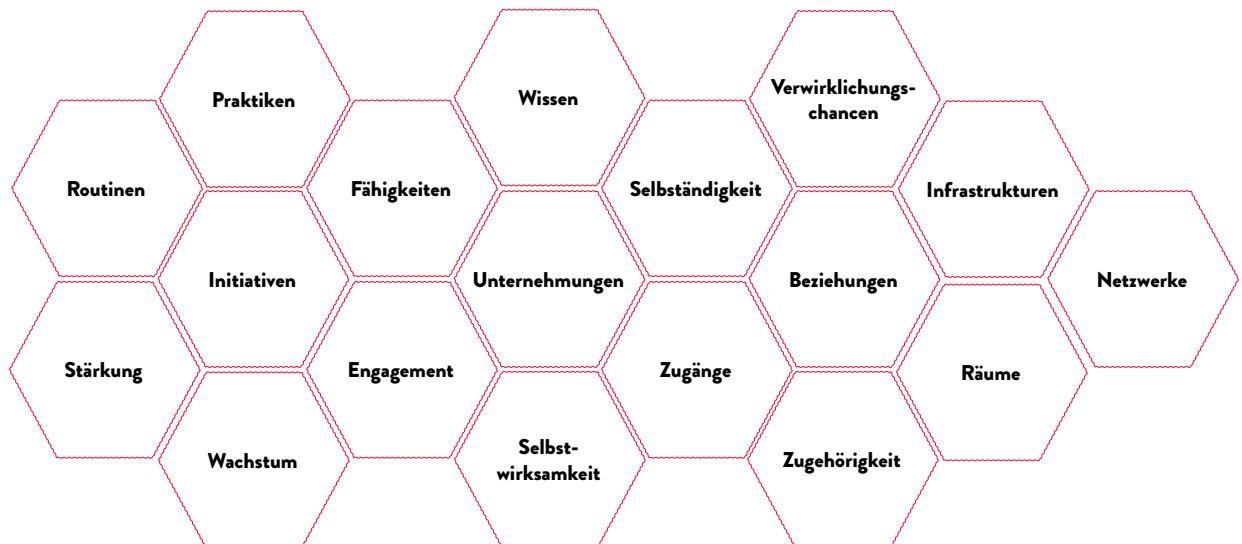 Praktiken
Wissen
Verwirklichungs-
chancen
Routinen
Fähigkeiten
Selbständigkeit
Infrastrukturen
Initiativen
Unternehmungen
Beziehungen
Netzwerke
Stärkung
Engagement
Zugänge
Räume
Wachstum
Selbst-
wirksamkeit
Zugehörigkeit